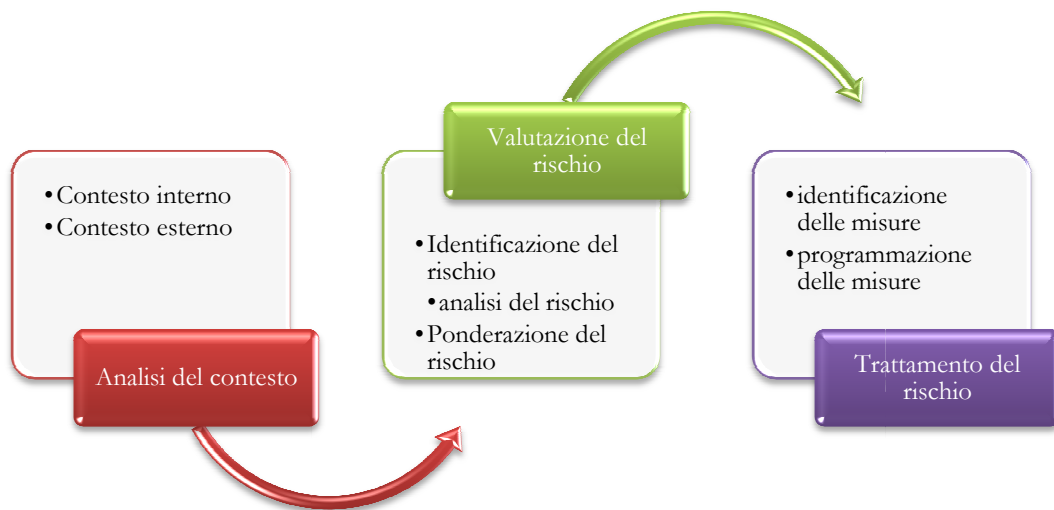 • Contesto interno
• Contesto esterno
Analisi del contesto
Valutazione del
rischio
• Identificazione del
rischio
• analisi del rischio
• Ponderazione del
rischio
• identificazione
delle misure
• programmazione
delle misure
Trattamento del
rischio